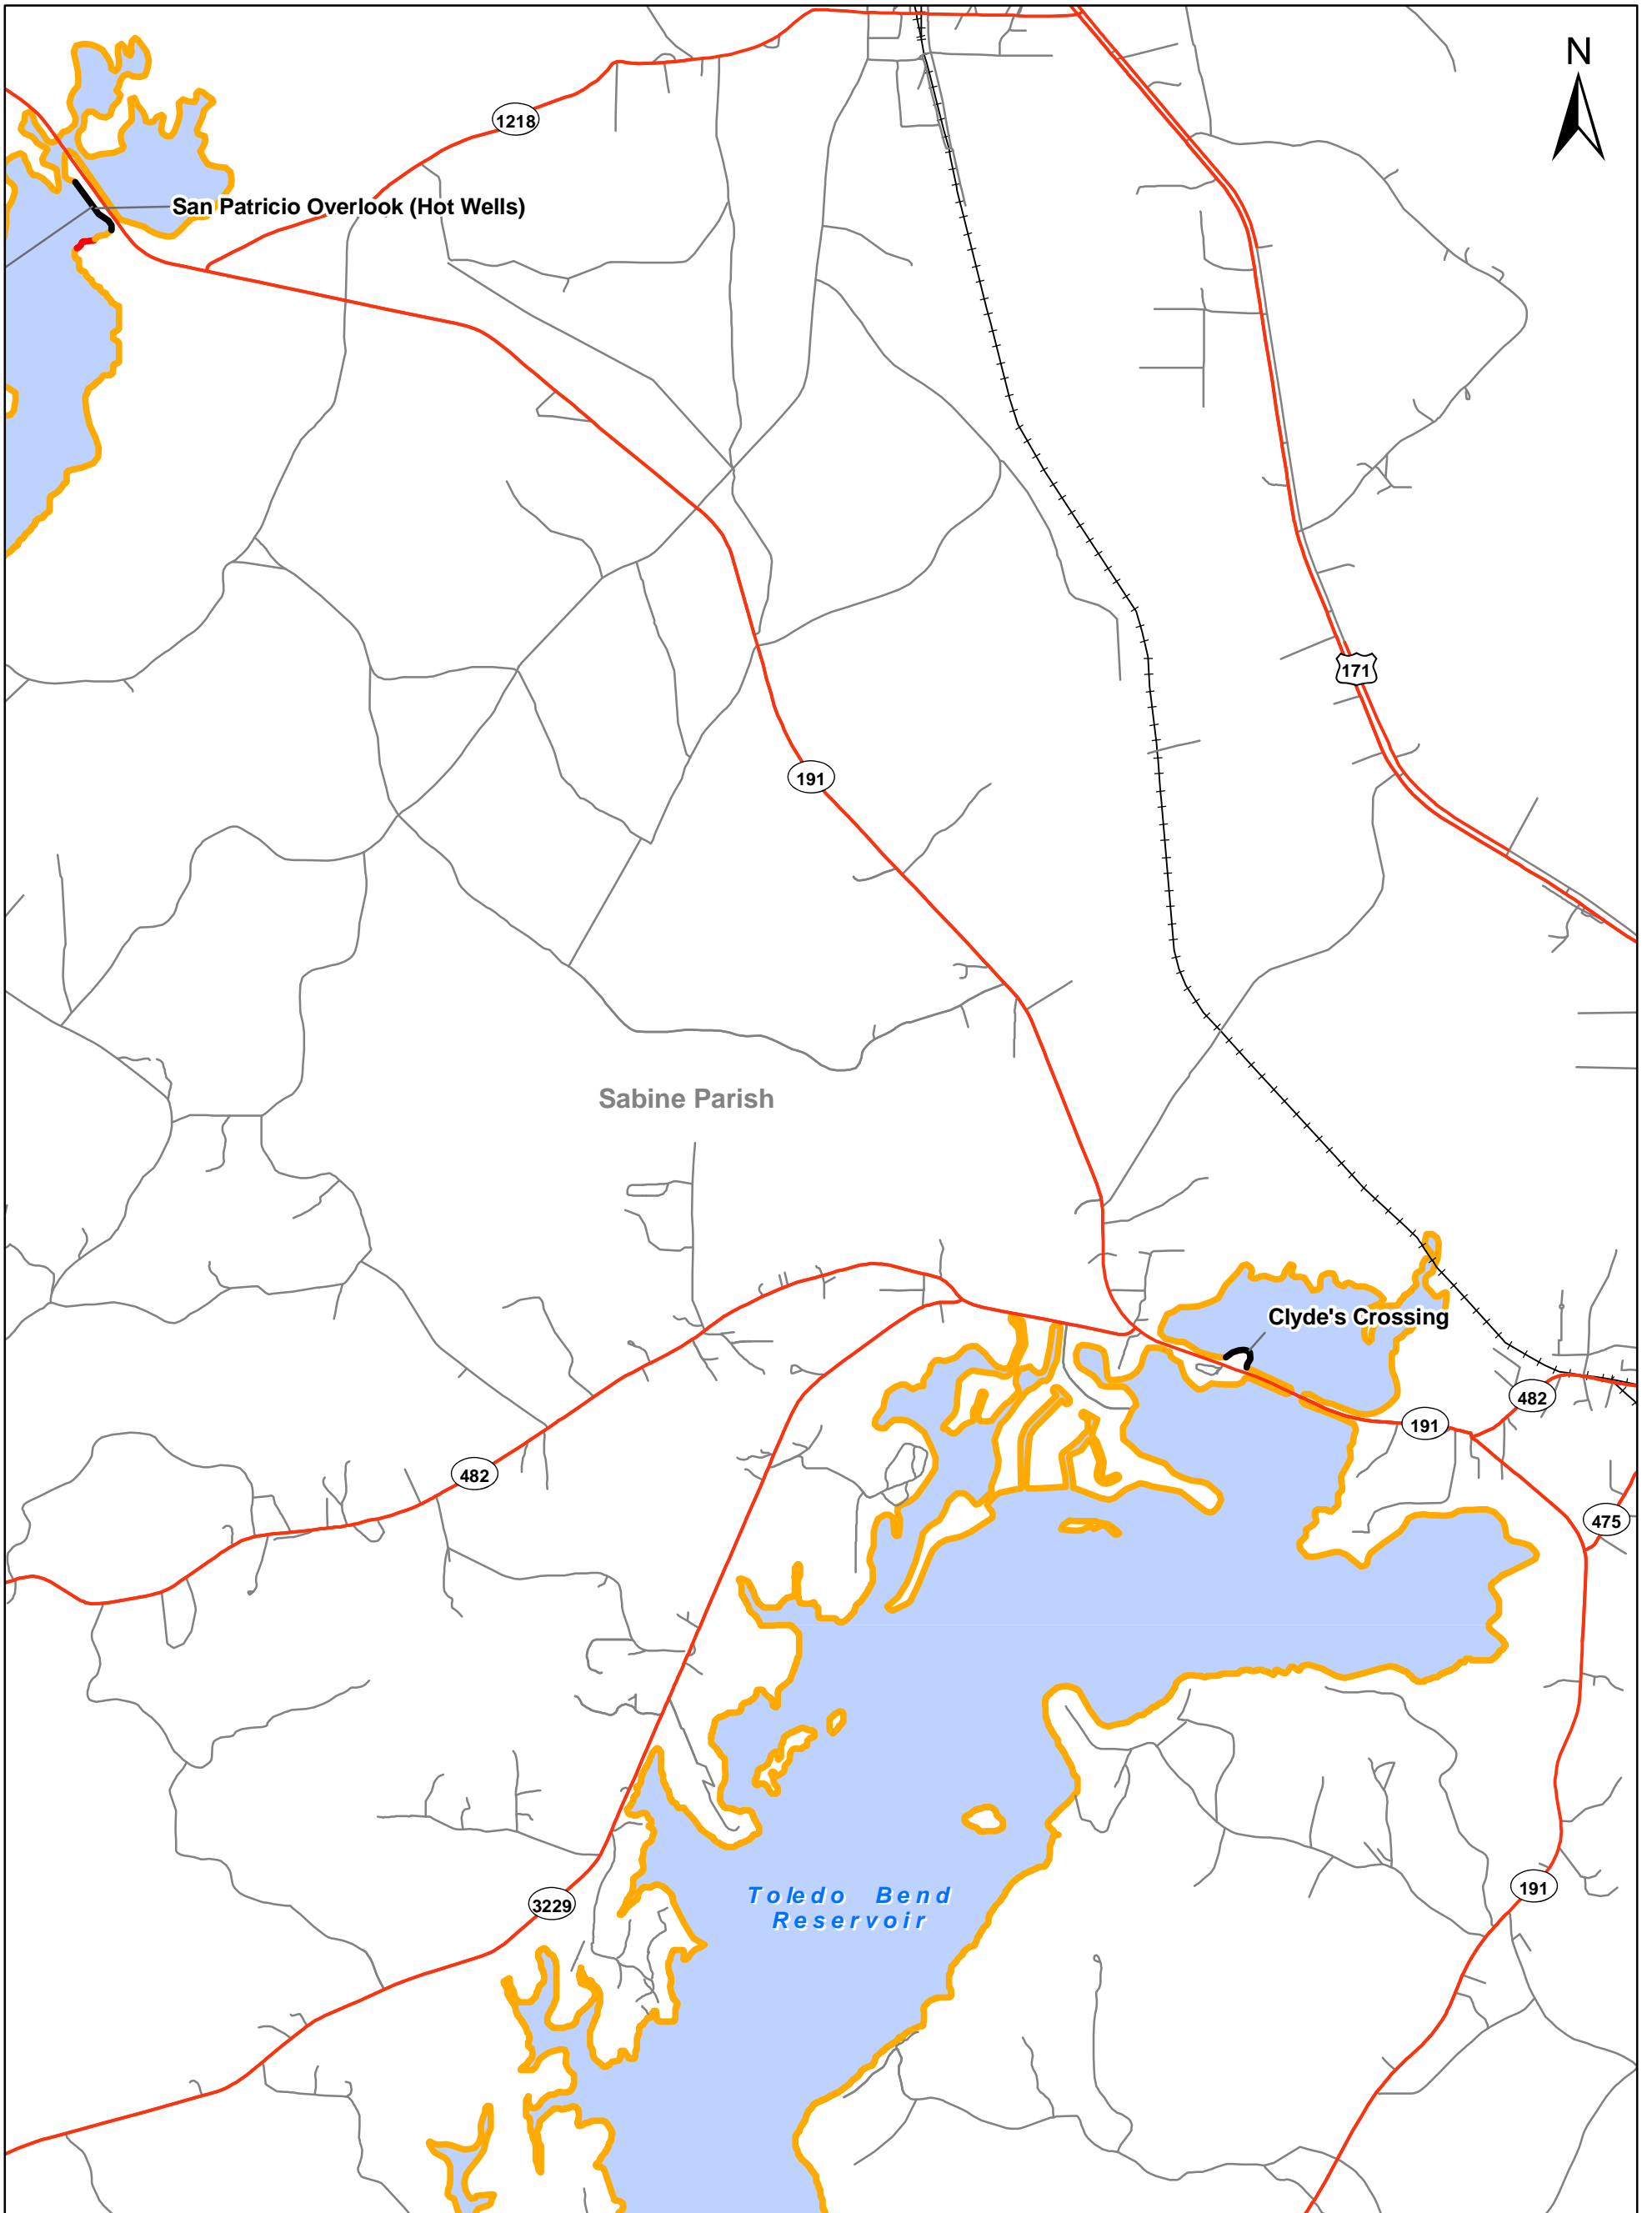 N
1218
San Patricio Overlook (Hot Wells)
171
191
Sabine Parish
Clyde's Crossing
482
191
482
475
Toledo Bend
Reservoir
191
3229